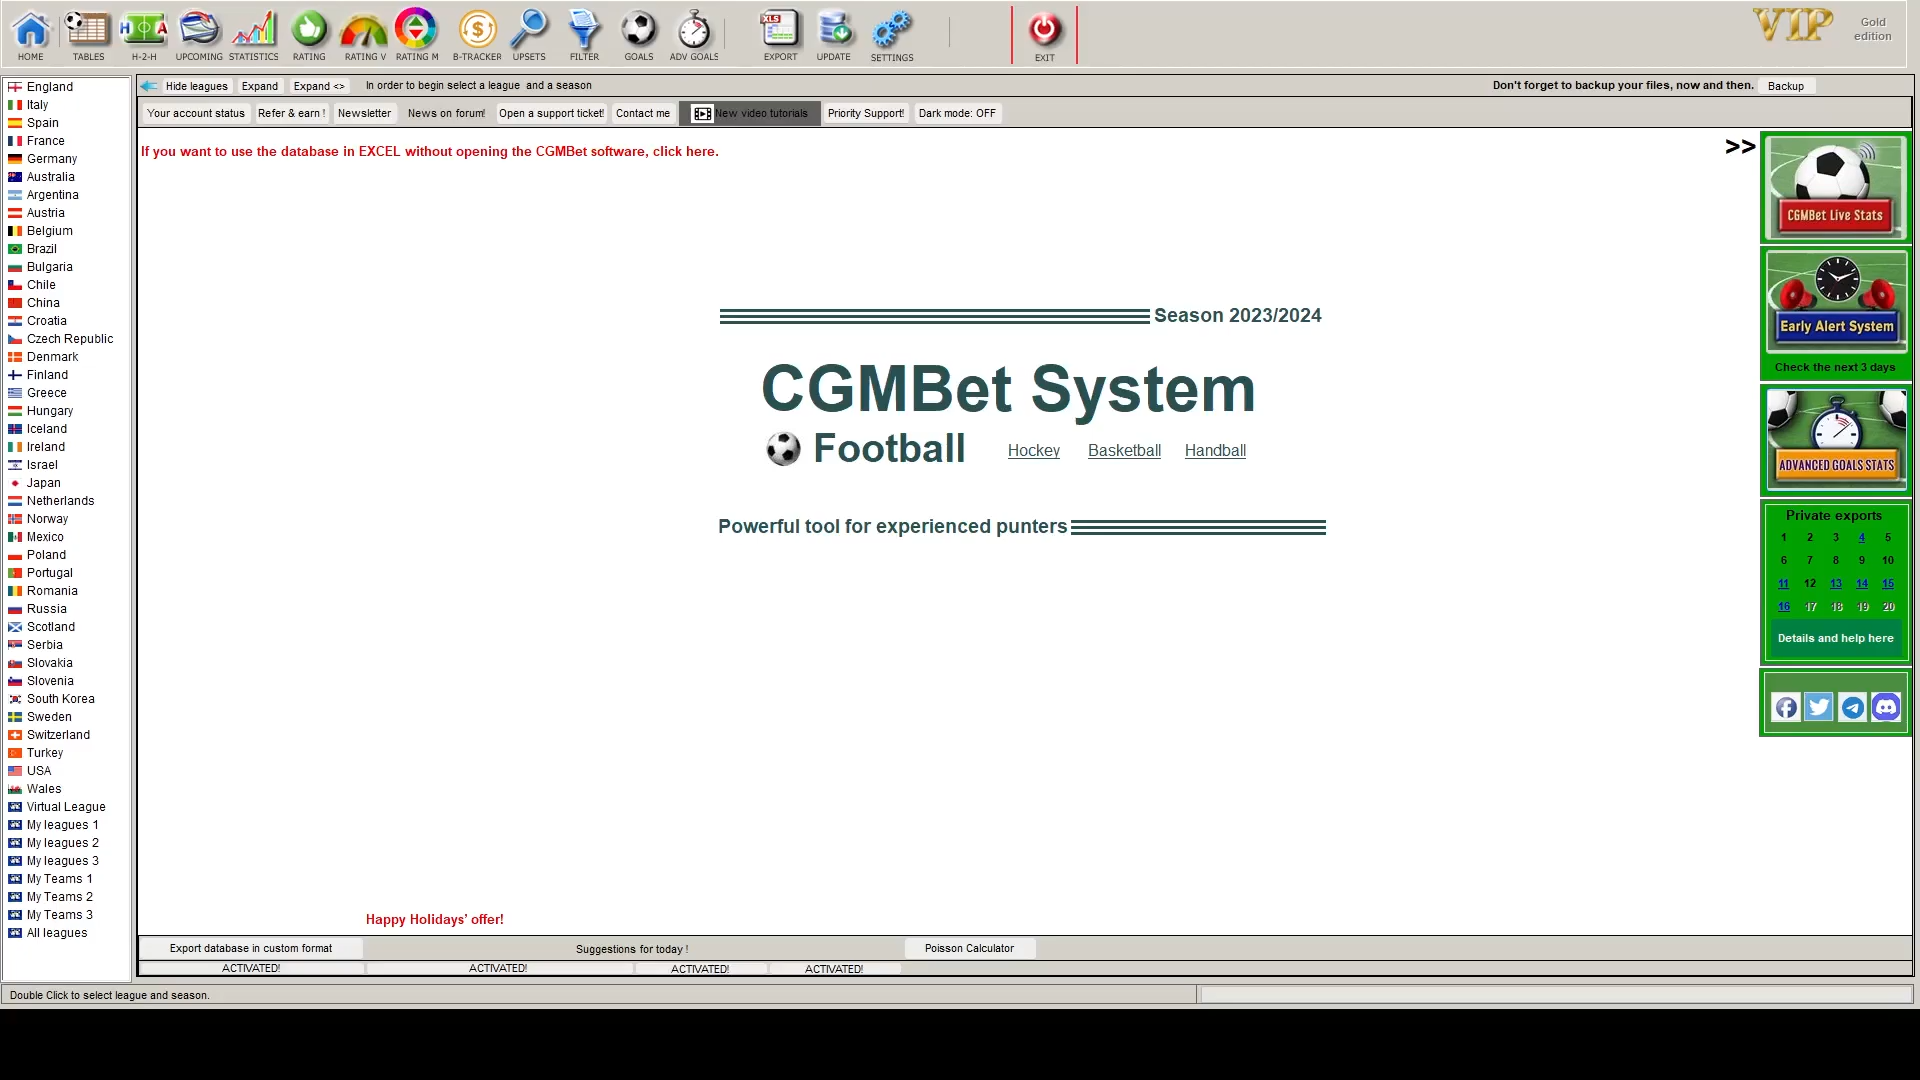 HOME TABLES H-2-H UPCOMING STATISTICS RATING RATING V RATING M B-TRACKER UPSETS FILTER GOALS ADV GOALS EXPORT UPDATE SETTINGS EXIT
VIP Gold edition
Hide leagues Expand Expand <> In order to begin select a league and a season Don't forget to backup your files, now and then. Backup
Your account status Refer & earn ! Newsletter News on forum! Open a support ticket! Contact me New video tutorials Priority Support! Dark mode: OFF
England
Italy
Spain
France
Germany
Australia
Argentina
Austria
Belgium
Brazil
Bulgaria
Chile
China
Croatia
Czech Republic
Denmark
Finland
Greece
Hungary
Iceland
Ireland
Israel
Japan
Netherlands
Norway
Mexico
Poland
Portugal
Romania
Russia
Scotland
Serbia
Slovakia
Slovenia
South Korea
Sweden
Switzerland
Turkey
USA
Wales
Virtual League
My leagues 1
My leagues 2
My leagues 3
My Teams 1
My Teams 2
My Teams 3
All leagues
If you want to use the database in EXCEL without opening the CGMBet software, click here.
>>
Season 2023/2024
CGMBet System
Football Hockey Basketball Handball
Powerful tool for experienced punters
Happy Holidays' offer!
CGMBet Live Stats
Early Alert System
Check the next 3 days
ADVANCED GOALS STATS
Private exports
1 2 3 4 5
6 7 8 9 10
11 12 13 14 15
16 17 18 19 20
Details and help here
Export database in custom format Suggestions for today ! Poisson Calculator
ACTIVATED! ACTIVATED! ACTIVATED! ACTIVATED!
Double Click to select league and season.